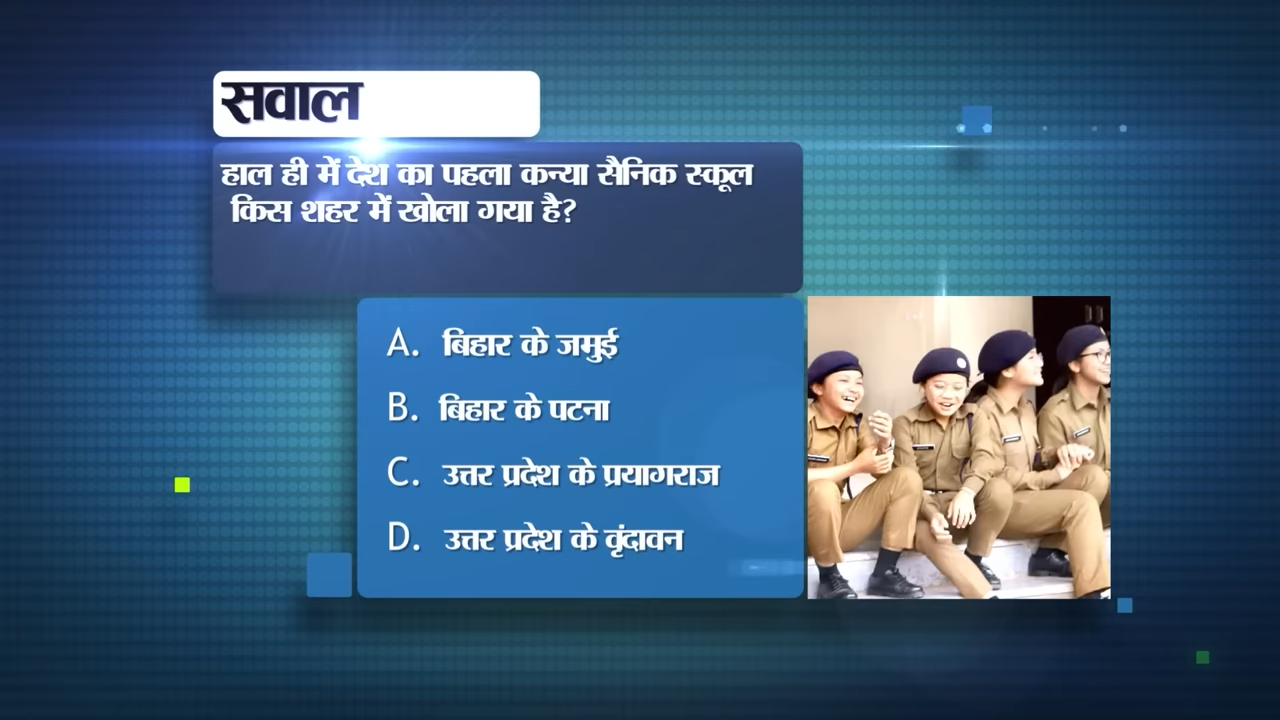 सवाल
हाल ही में देश का पहला कन्या सैनिक स्कूल
किस शहर में खोला गया है?
A. बिहार के जमुई
B. बिहार के पटना
C. उत्तर प्रदेश के प्रयागराज
D. उत्तर प्रदेश के वृंदावन